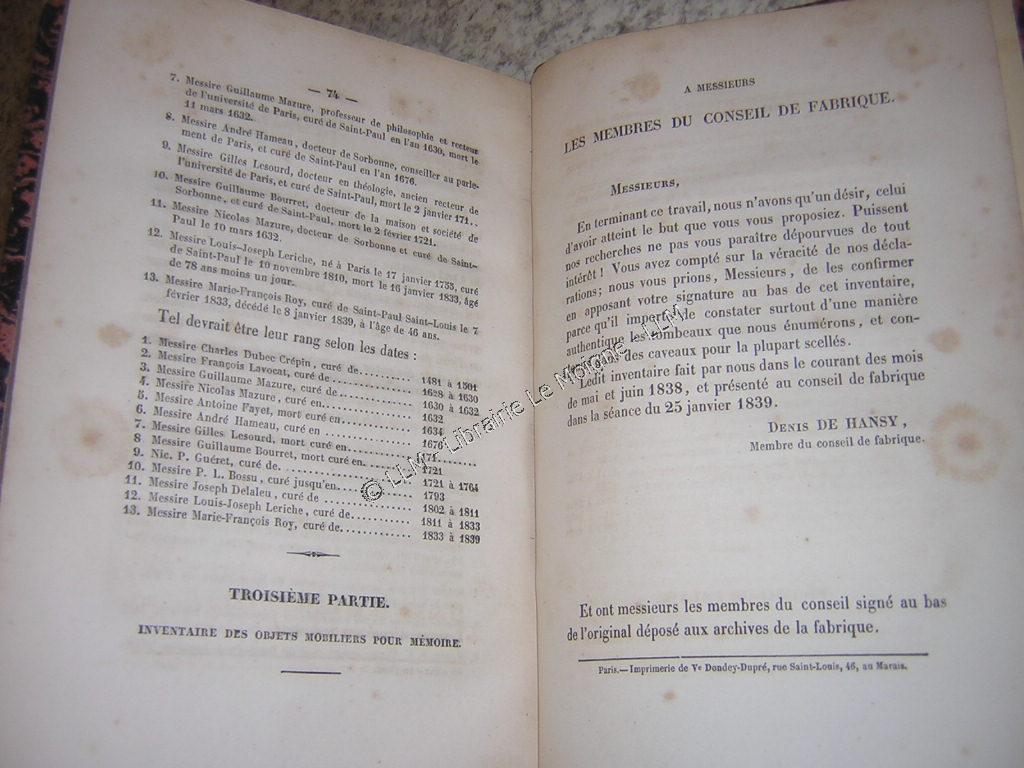 — 74 —
7. Messire Guillaume Mazure, professeur de philosophie et recteur
de l'université de Paris, curé de Saint-Paul en l'an 1630, mort le
11 mars 1632.
8. Messire André Hameau, docteur de Sorbonne, conseiller au parle-
ment de Paris, et curé de Saint-Paul en l'an 1676.
9. Messire Gilles Lesourd, docteur en théologie, ancien recteur de
l'université de Paris, et curé de Saint-Paul, mort le 2 janvier 171..
10. Messire Guillaume Bourret, docteur de la maison et société de
Sorbonne, et curé de Saint-Paul, mort le 2 février 1721.
11. Messire Nicolas Mazure, docteur de Sorbonne et curé de Saint-
Paul le 10 mars 1632.
12. Messire Louis-Joseph Leriche, né à Paris le 17 janvier 1755, curé
de Saint-Paul le 10 novembre 1810, mort le 16 janvier 1833, âgé
de 78 ans moins un jour.
13. Messire Marie-François Roy, curé de Saint-Paul Saint-Louis le 7
février 1833, décédé le 8 janvier 1839, à l'âge de 46 ans.
Tel devrait être leur rang selon les dates :
1. Messire Charles Dubec Crépin, curé de......... 1481 à 1501
2. Messire François Lavocat, curé de............. 1628 à 1630
3. Messire Guillaume Mazure, curé de............. 1630 à 1632
4. Messire Nicolas Mazure, curé en............... 1632
5. Messire Antoine Fayet, mort curé en........... 1634
6. Messire André Hameau, curé en ................ 1676
7. Messire Gilles Lesourd, mort curé en.......... 171.
8 Messire Guillaume Bourret, mort curé en........ 1721
9. Nic. P. Guéret, curé de....................... 1721 à 1764
10. Messire P. L. Bossu, curé jusqu'en........... 1793
11. Messire Joseph Delaleu, curé de ............. 1802 à 1811
12. Messire Louis-Joseph Leriche, curé de........ 1811 à 1833
13. Messire Marie-François Roy, curé de.......... 1833 à 1839
TROISIÈME PARTIE.
INVENTAIRE DES OBJETS MOBILIERS POUR MÉMOIRE.
A MESSIEURS
LES MEMBRES DU CONSEIL DE FABRIQUE.
MESSIEURS,
En terminant ce travail, nous n'avons qu'un désir, celui
d'avoir atteint le but que vous vous proposiez. Puissent
nos recherches ne pas vous paraître dépourvues de tout
intérêt ! Vous avez compté sur la véracité de nos décla-
rations; nous vous prions, Messieurs, de les confirmer
en apposant votre signature au bas de cet inventaire,
parce qu'il importe de constater surtout d'une manière
authentique les tombeaux que nous énumérons, et con-
dans des caveaux pour la plupart scellés.
Ledit inventaire fait par nous dans le courant des mois
de mai et juin 1838, et présenté au conseil de fabrique
dans la séance du 25 janvier 1839.
DENIS DE HANSY,
Membre du conseil de fabrique.
Et ont messieurs les membres du conseil signé au bas
de l'original déposé aux archives de la fabrique.
Paris.—Imprimerie de Ve Dondey-Dupré, rue Saint-Louis, 46, au Marais.
© LLM - Librairie Le Moigne - LLM